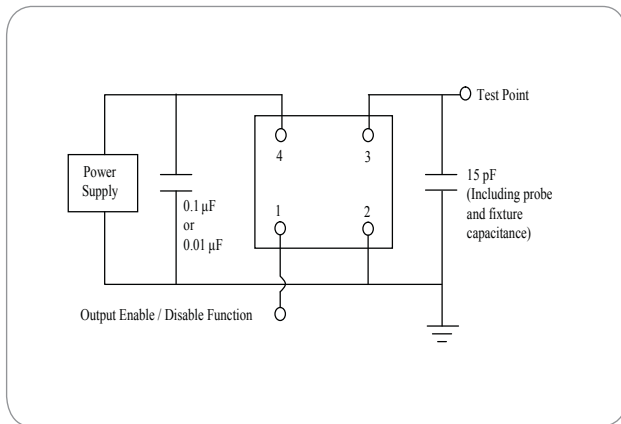 Test Point
4
3
Power
Supply
0.1 µF
or
0.01 µF
1
2
15 pF
(Including probe
and fixture
capacitance)
Output Enable / Disable Function